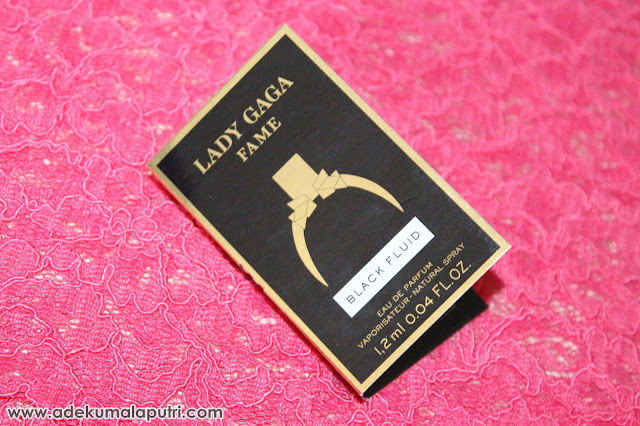 LADY GAGA
FAME
BLACK FLUID
EAU DE PARFUM
VAPORISATEUR - NATURAL SPRAY
1,2 ml 0.04 FL.OZ.
www.adekumalaputri.com